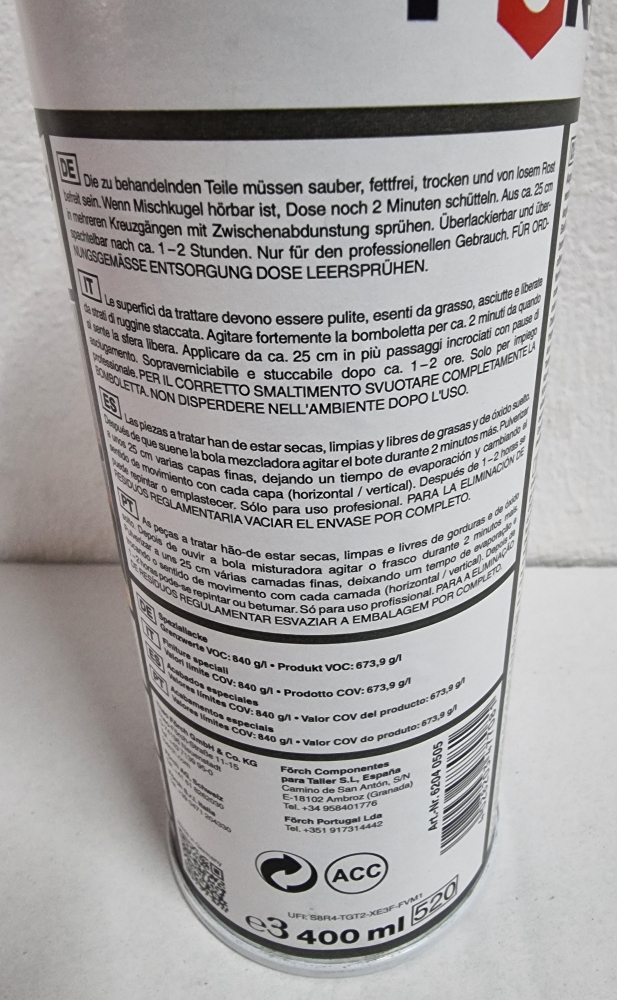 DE Die zu behandelnden Teile müssen sauber, fettfrei, trocken und von losem Rost
befreit sein. Wenn Mischkugel hörbar ist, Dose noch 2 Minuten schütteln. Aus ca. 25 cm
in mehreren Kreuzgängen mit Zwischenabdunstung sprühen. Überlackierbar und über-
spachtelbar nach ca. 1–2 Stunden. Nur für den professionellen Gebrauch. FÜR ORD-
NUNGSGEMÄSSE ENTSORGUNG DOSE LEERSPRÜHEN.
IT Le superfici da trattare devono essere pulite, esenti da grasso, asciutte e liberate
da strati di ruggine staccata. Agitare fortemente la bomboletta per ca. 2 minuti da quando
si sente la sfera libera. Applicare da ca. 25 cm in più passaggi incrociati con pause di
asciugamento. Sopraverniciabile e stuccabile dopo ca. 1–2 ore. Solo per impiego
professionale. PER IL CORRETTO SMALTIMENTO SVUOTARE COMPLETAMENTE LA
BOMBOLETTA. NON DISPERDERE NELL'AMBIENTE DOPO L'USO.
ES Las piezas a tratar han de estar secas, limpias y libres de grasas y de óxido suelto.
Después de que suene la bola mezcladora agitar el bote durante 2 minutos más. Pulverizar
a unos 25 cm varias capas finas, dejando un tiempo de evaporación y cambiando el
sentido de movimiento con cada capa (horizontal / vertical). Después de 1–2 horas se
puede repintar o emplastecer. Sólo para uso profesional. PARA LA ELIMINACIÓN DE
RESÍDUOS REGLAMENTARIA VACIAR EL ENVASE POR COMPLETO.
PT As peças a tratar hão-de estar secas, limpas e livres de gorduras e de óxido
solto. Depois de ouvir a bola misturadora agitar o frasco durante 2 minutos mais.
Pulverizar a uns 25 cm várias camadas finas, deixando um tempo de evaporação e
trocando o sentido de movimento com cada camada (horizontal / vertical). Depois de
horas pode-se repintar ou betumar. Só para uso profissional. PARA A ELIMINAÇÃO
DE RESÍDUOS REGULAMENTAR ESVAZIAR A EMBALAGEM POR COMPLETO.
DE Speziallacke
Grenzwerte VOC: 840 g/l • Produkt VOC: 673,9 g/l
IT Finiture speciali
Valori limite COV: 840 g/l • Prodotto COV: 673,9 g/l
ES Acabados especiales
Valores límites COV: 840 g/l • Valor COV del producto: 673,9 g/l
PT Acabamentos especiais
Valores limites COV: 840 g/l • Valor COV do produto: 673,9 g/l
Förch GmbH & Co. KG
Förch Componentes
para Taller S.L, España
Camino de San Antón, S/N
E-18102 Ambroz (Granada)
Tel. +34 958401776
Förch Portugal Lda
Tel. +351 917314442
Art.-Nr. 6204 0505
ACC
UFI: S8R4-TGT2-XE3F-FVM1
e3 400 ml 520